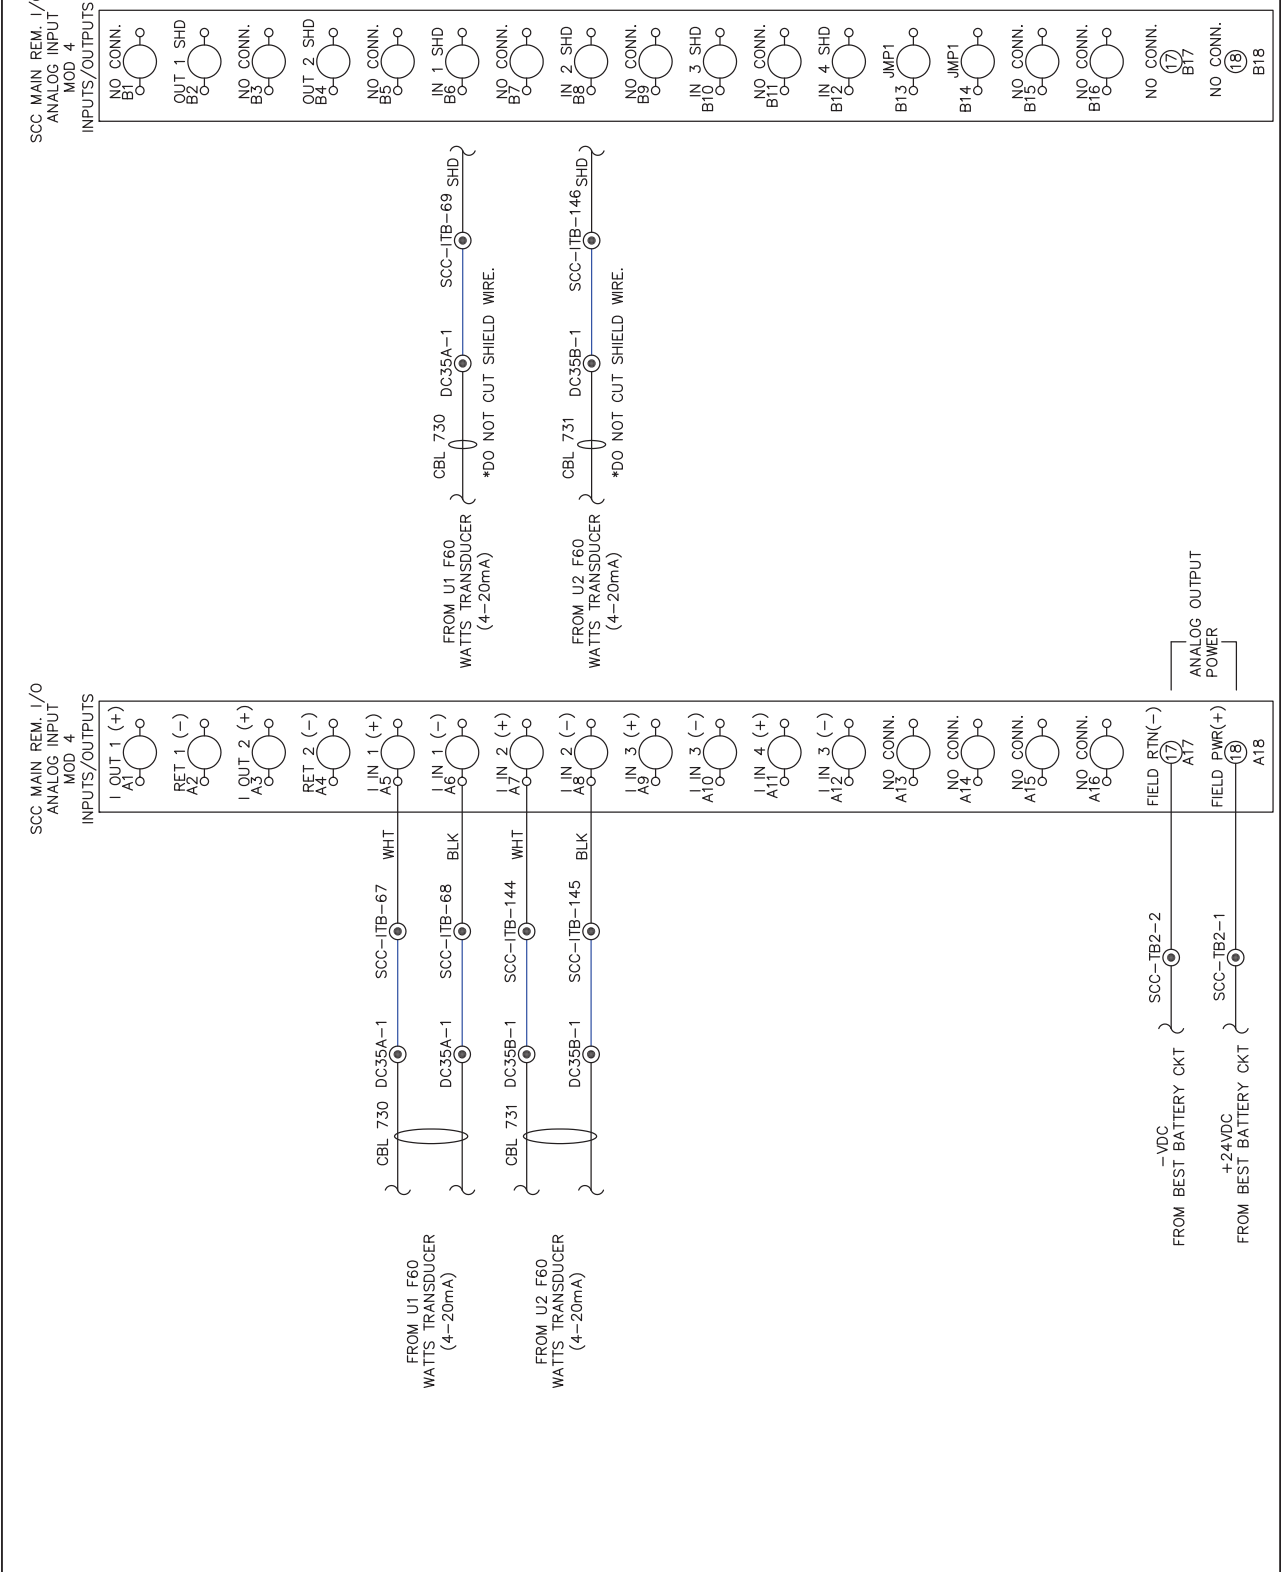 SCC MAIN REM. I/O
ANALOG INPUT
MOD 4
INPUTS/OUTPUTS
NO CONN.
B1
OUT 1 SHD
B2
NO CONN.
B3
OUT 2 SHD
B4
NO CONN.
B5
IN 1 SHD
B6
NO CONN.
B7
IN 2 SHD
B8
NO CONN.
B9
IN 3 SHD
B10
NO CONN.
B11
IN 4 SHD
B12
JMP1
B13
JMP1
B14
NO CONN.
B15
NO CONN.
B16
NO CONN.
17
B17
NO CONN.
18
B18
FROM U1 F60
WATTS TRANSDUCER
(4-20mA)
CBL 730
DC35A-1
SCC-ITB-69
SHD
*DO NOT CUT SHIELD WIRE.
FROM U2 F60
WATTS TRANSDUCER
(4-20mA)
CBL 731
DC35B-1
SCC-ITB-146
SHD
*DO NOT CUT SHIELD WIRE.
SCC MAIN REM. I/O
ANALOG INPUT
MOD 4
INPUTS/OUTPUTS
I OUT 1 (+)
A1
RET 1 (-)
A2
I OUT 2 (+)
A3
RET 2 (-)
A4
I IN 1 (+)
A5
I IN 1 (-)
A6
I IN 2 (+)
A7
I IN 2 (-)
A8
I IN 3 (+)
A9
I IN 3 (-)
A10
I IN 4 (+)
A11
I IN 3 (-)
A12
NO CONN.
A13
NO CONN.
A14
NO CONN.
A15
NO CONN.
A16
FIELD RTN(-)
17
A17
FIELD PWR(+)
18
A18
ANALOG OUTPUT
POWER
FROM U1 F60
WATTS TRANSDUCER
(4-20mA)
CBL 730
DC35A-1
SCC-ITB-67
WHT
DC35A-1
SCC-ITB-68
BLK
FROM U2 F60
WATTS TRANSDUCER
(4-20mA)
CBL 731
DC35B-1
SCC-ITB-144
WHT
DC35B-1
SCC-ITB-145
BLK
-VDC
FROM BEST BATTERY CKT
SCC-TB2-2
+24VDC
FROM BEST BATTERY CKT
SCC-TB2-1